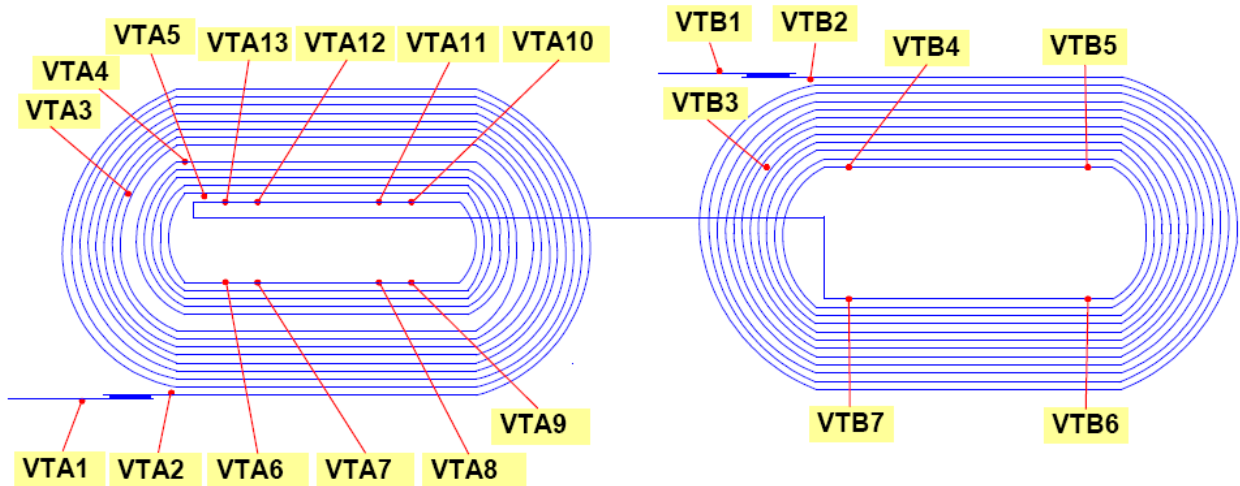 VTA5 VTA13 VTA12 VTA11 VTA10
VTA4
VTA3
VTA9
VTA1 VTA2 VTA6 VTA7 VTA8
VTB1 VTB2 VTB4 VTB5
VTB3
VTB7 VTB6